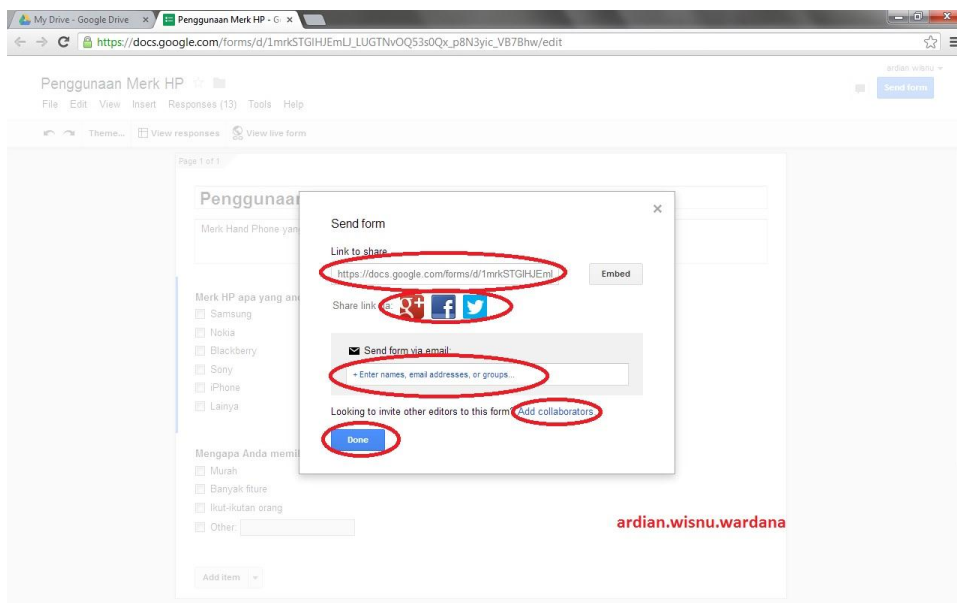 My Drive - Google Drive
Penggunaan Merk HP - G
https://docs.google.com/forms/d/1mrkSTGIHJEmLJ_LUGTNvOQ53s0Qx_p8N3yic_VB7Bhw/edit
ardian wisnu
Penggunaan Merk HP
Send form
File Edit View Insert Responses (13) Tools Help
Theme... View responses View live form
Page 1 of 1
Penggunaan
Merk Hand Phone yan
Send form
Link to share
https://docs.google.com/forms/d/1mrkSTGIHJEml
Embed
Share link
Merk HP apa yang and
Samsung
Nokia
Blackberry
Sony
iPhone
Lainya
Send form via email:
+ Enter names, email addresses, or groups...
Looking to invite other editors to this form? Add collaborators
Done
Mengapa Anda memil
Murah
Banyak fiture
Ikut-ikutan orang
Other:
ardian.wisnu.wardana
Add item